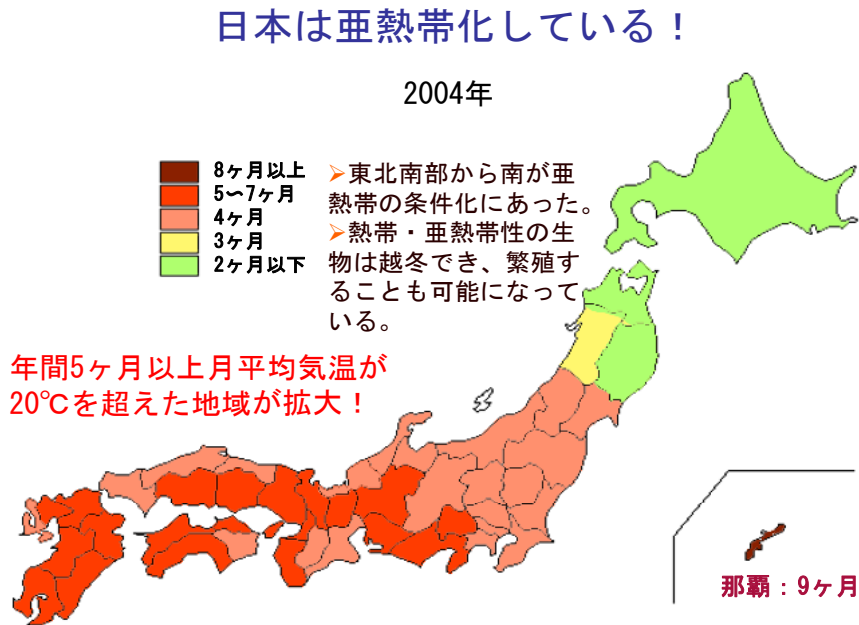 日本は亜熱帯化している！
2004年
8ヶ月以上
5〜7ヶ月
4ヶ月
3ヶ月
2ヶ月以下
➢東北南部から南が亜
熱帯の条件化にあった。
➢熱帯・亜熱帯性の生
物は越冬でき、繁殖す
ることも可能になって
いる。
年間5ヶ月以上月平均気温が
20℃を超えた地域が拡大！
那覇：9ヶ月